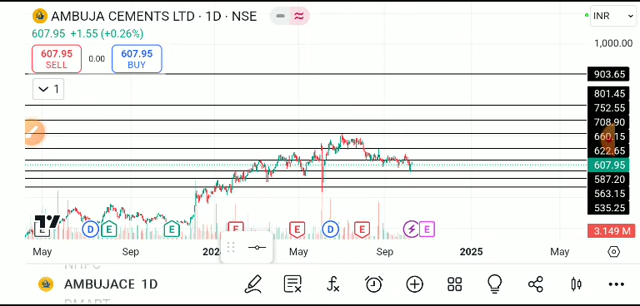 AMBUJA CEMENTS LTD · 1D · NSE
INR
607.95 +1.55 (+0.26%)
1,000.00
607.95
SELL
0.00
607.95
BUY
903.65
1
801.45
752.55
708.90
660.15
622.65
607.95
587.20
563.15
535.25
E D E E E E D E E
3.149 M
May Sep May Sep 2025 May
AMBUJACE 1D